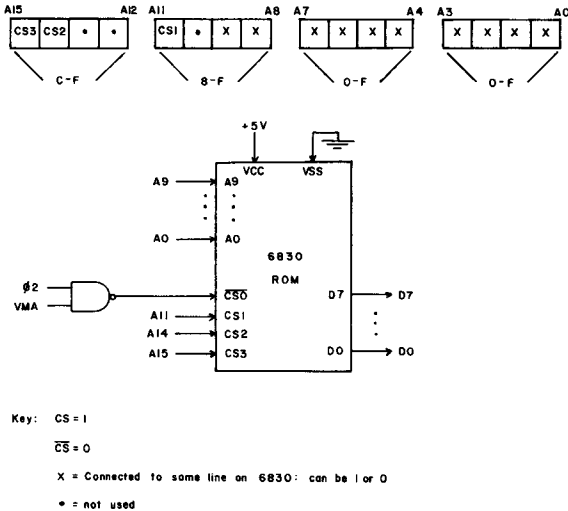 A15 A12 A11 A8 A7 A4 A3 A0
CS3 CS2 • • CS1 • X X X X X X X X X X
C-F 8-F 0-F 0-F
+5V
VCC VSS
A9 A9
A0 A0
6830
ROM
ϕ2
VMA
CS0
D7 D7
A11 CS1
A14 CS2
A15 CS3
D0 D0
Key: CS = 1
CS = 0
X = Connected to same line on 6830: can be 1 or 0
• = not used